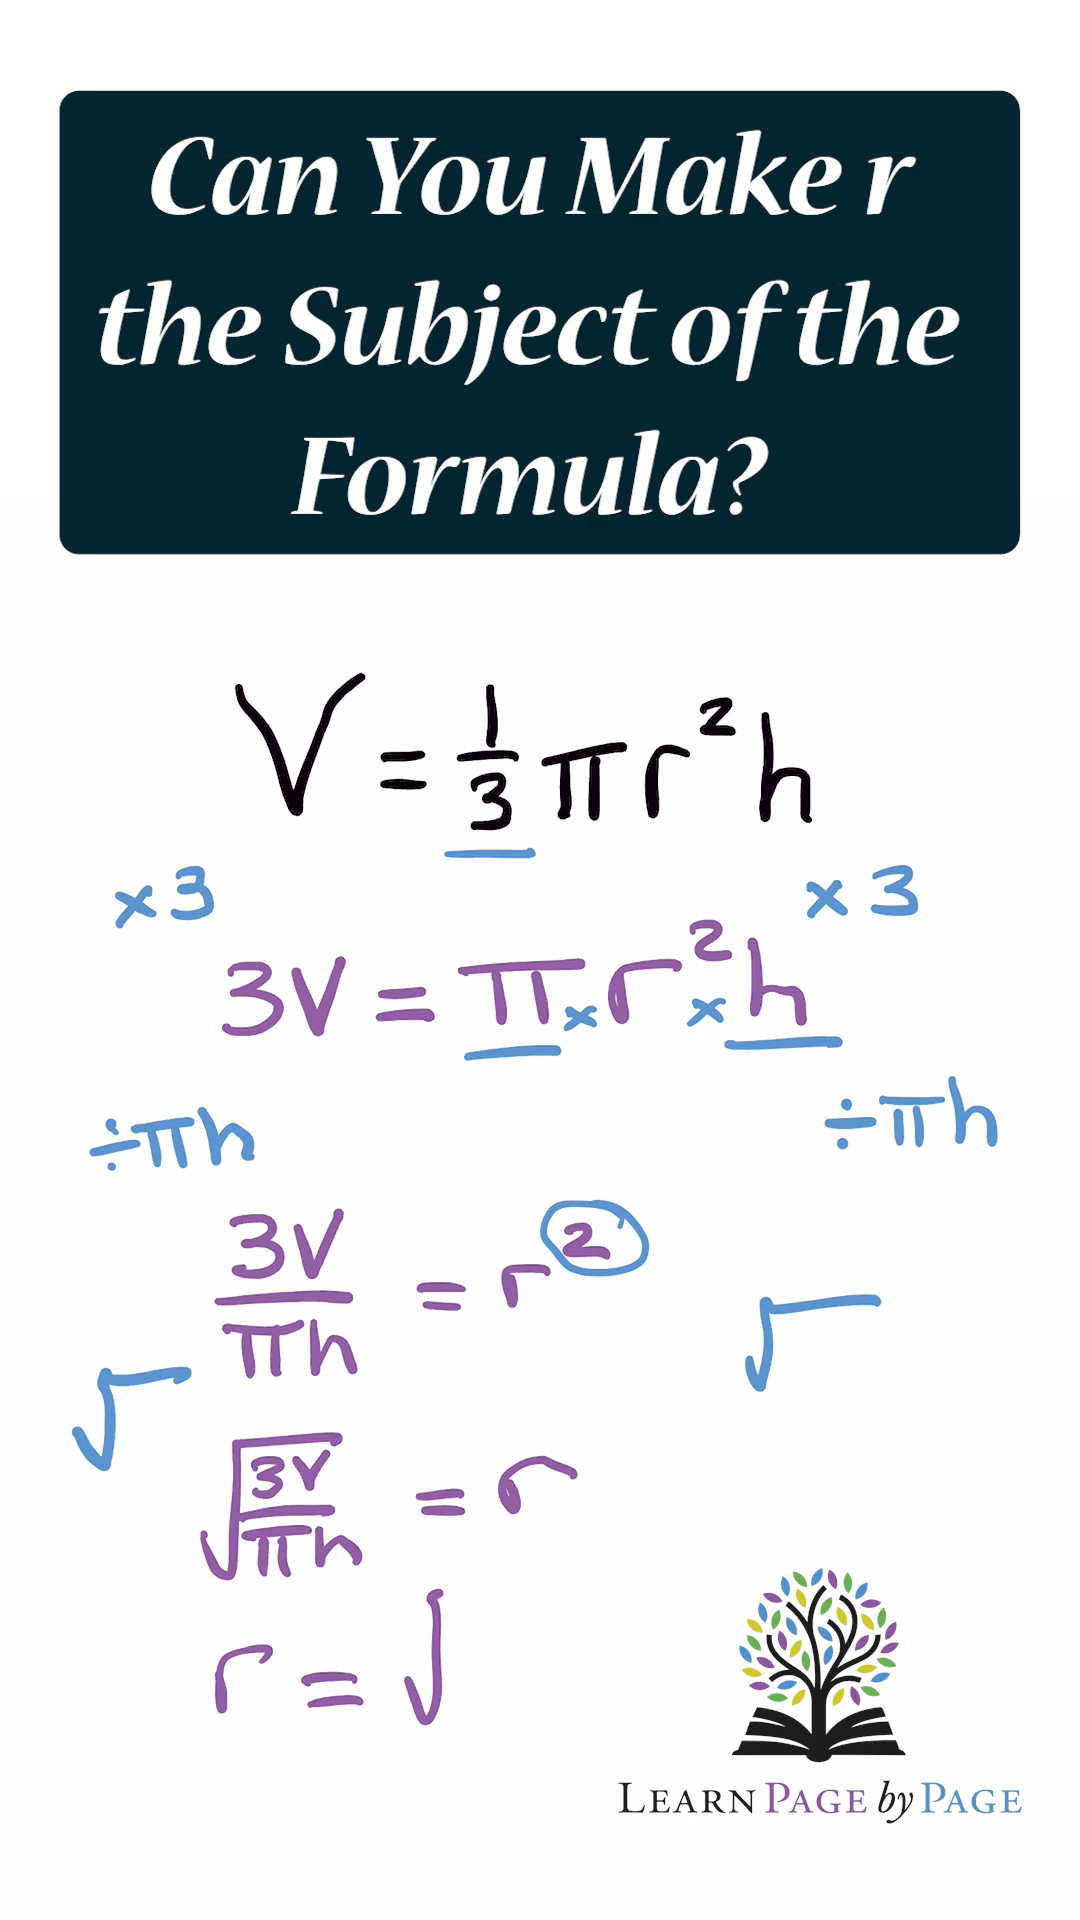 Can You Make r
the Subject of the
Formula?
V = 1/3 πr²h
×3 ×3
3V = π × r² × h
÷πh ÷πh
3V/πh = r²
√ √
√(3V/πh) = r
r = √
LEARN PAGE by PAGE